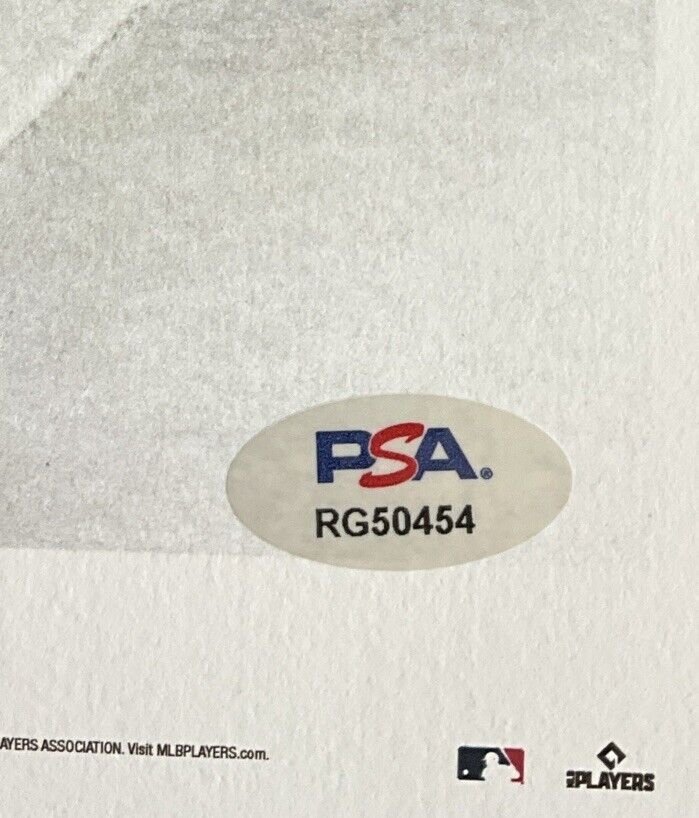 PSA®
RG50454
AYERS ASSOCIATION. Visit MLBPLAYERS.com.
PLAYERS